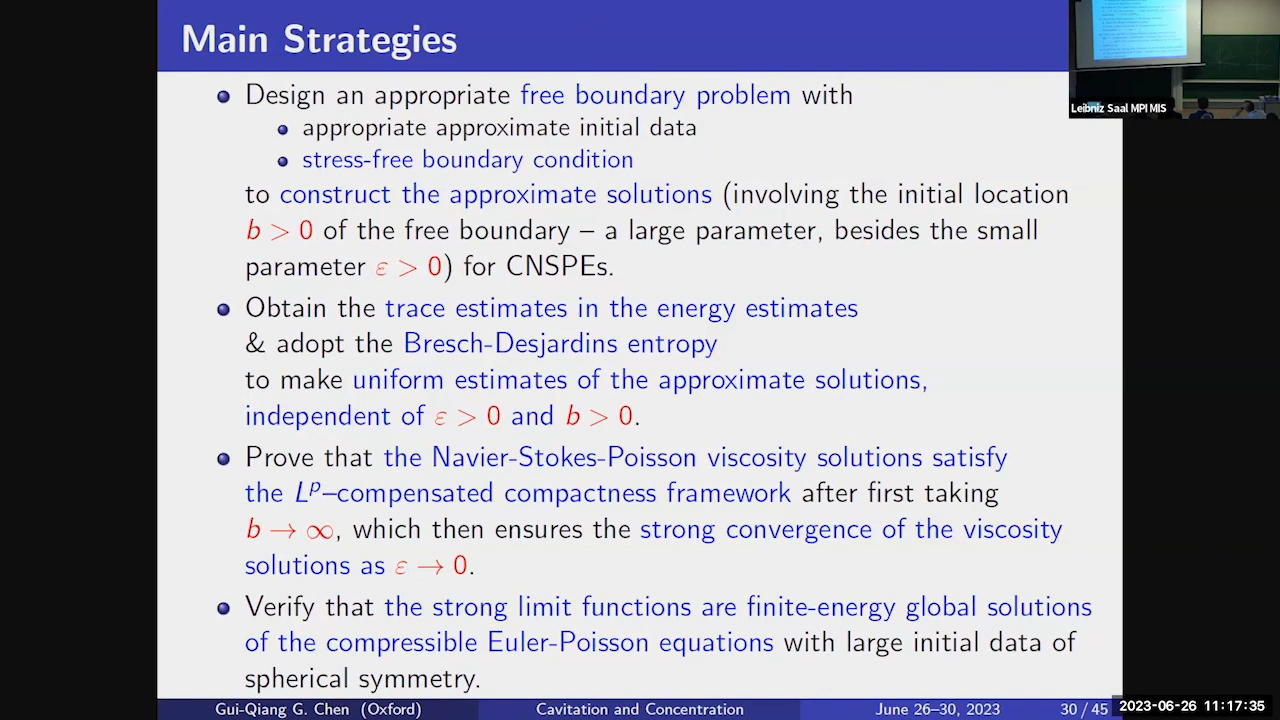 Main Strategies
Design an appropriate free boundary problem with
appropriate approximate initial data
stress-free boundary condition
to construct the approximate solutions (involving the initial location
b > 0 of the free boundary – a large parameter, besides the small
parameter ε > 0) for CNSPEs.
Obtain the trace estimates in the energy estimates
& adopt the Bresch-Desjardins entropy
to make uniform estimates of the approximate solutions,
independent of ε > 0 and b > 0.
Prove that the Navier-Stokes-Poisson viscosity solutions satisfy
the Lᵖ–compensated compactness framework after first taking
b → ∞, which then ensures the strong convergence of the viscosity
solutions as ε → 0.
Verify that the strong limit functions are finite-energy global solutions
of the compressible Euler-Poisson equations with large initial data of
spherical symmetry.
Gui-Qiang G. Chen (Oxford) Cavitation and Concentration June 26–30, 2023 30 / 45
Leibniz Saal MPI MIS
2023-06-26 11:17:35